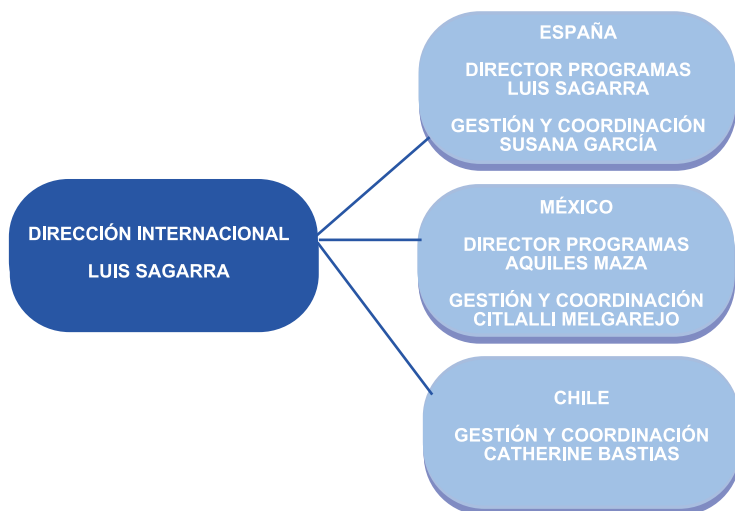 DIRECCIÓN INTERNACIONAL
LUIS SAGARRA
ESPAÑA
DIRECTOR PROGRAMAS
LUIS SAGARRA
GESTIÓN Y COORDINACIÓN
SUSANA GARCÍA
MÉXICO
DIRECTOR PROGRAMAS
AQUILES MAZA
GESTIÓN Y COORDINACIÓN
CITLALLI MELGAREJO
CHILE
GESTIÓN Y COORDINACIÓN
CATHERINE BASTIAS